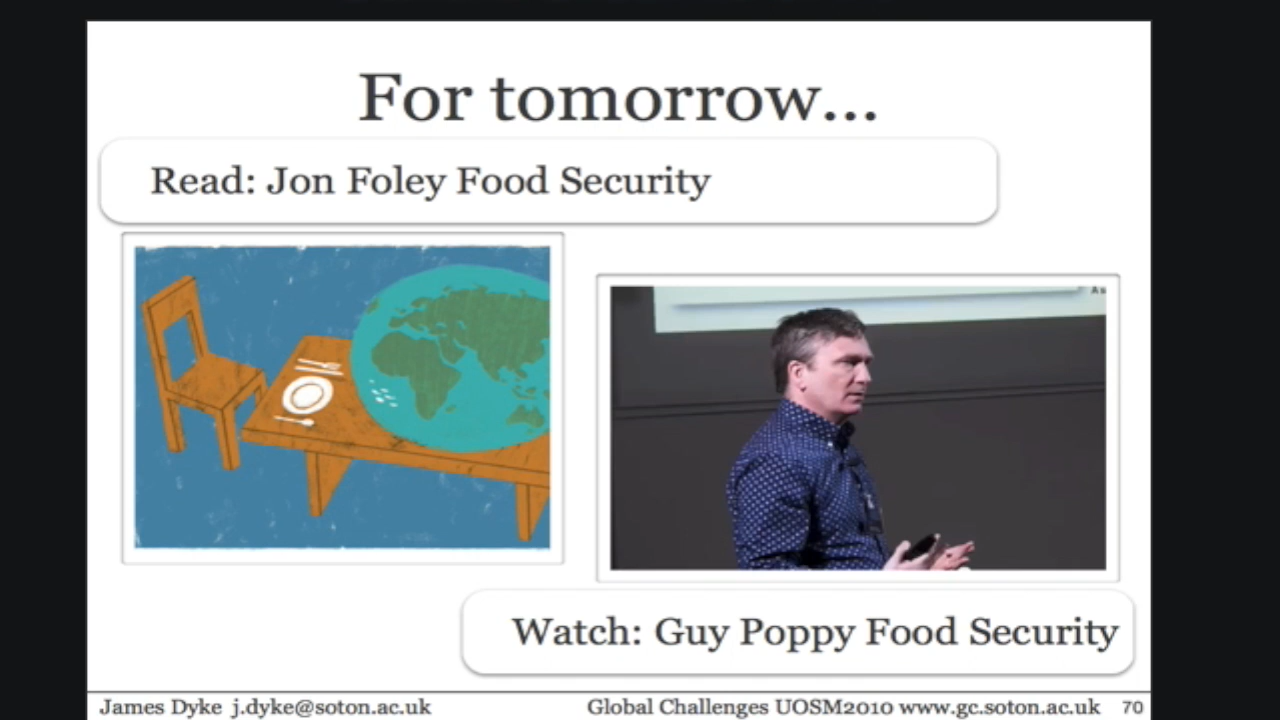 For tomorrow...
Read: Jon Foley Food Security
Watch: Guy Poppy Food Security
James Dyke j.dyke@soton.ac.uk
Global Challenges UOSM2010 www.gc.soton.ac.uk 70